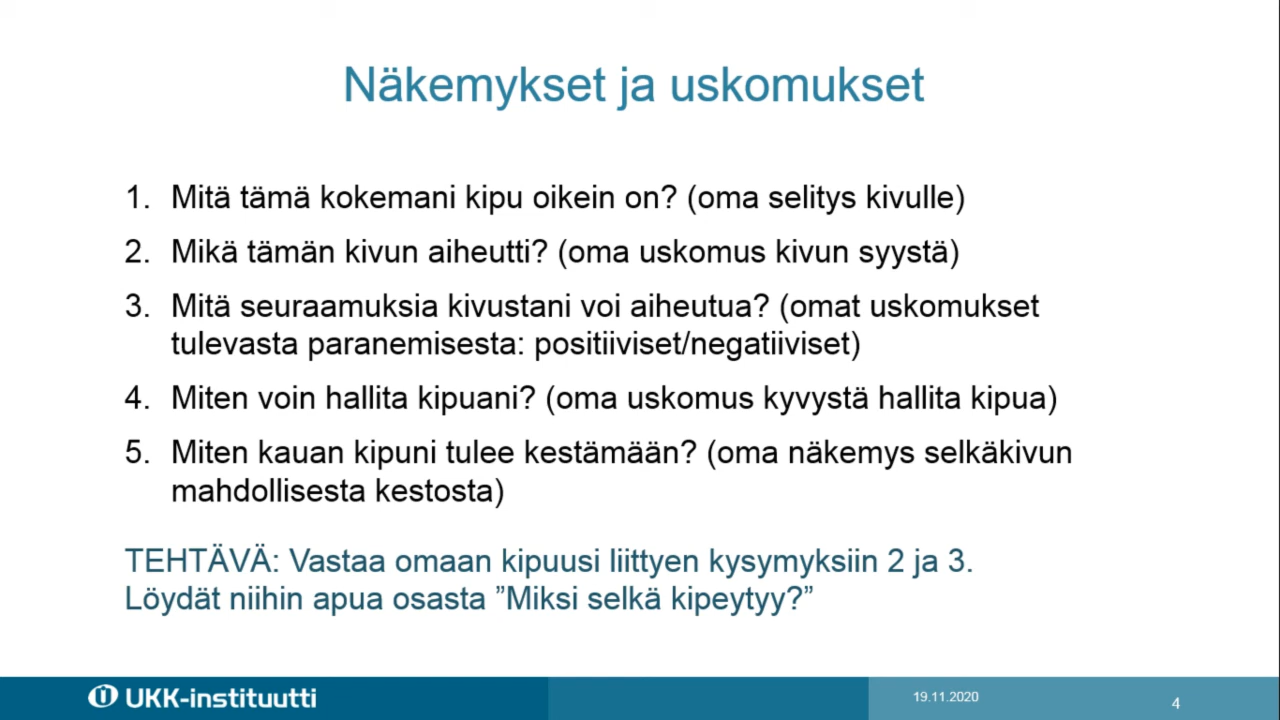 Näkemykset ja uskomukset
1. Mitä tämä kokemani kipu oikein on? (oma selitys kivulle)
2. Mikä tämän kivun aiheutti? (oma uskomus kivun syystä)
3. Mitä seuraamuksia kivustani voi aiheutua? (omat uskomukset
tulevasta paranemisesta: positiiviset/negatiiviset)
4. Miten voin hallita kipuani? (oma uskomus kyvystä hallita kipua)
5. Miten kauan kipuni tulee kestämään? (oma näkemys selkäkivun
mahdollisesta kestosta)
TEHTÄVÄ: Vastaa omaan kipuusi liittyen kysymyksiin 2 ja 3.
Löydät niihin apua osasta ”Miksi selkä kipeytyy?”
UKK-instituutti
19.11.2020
4